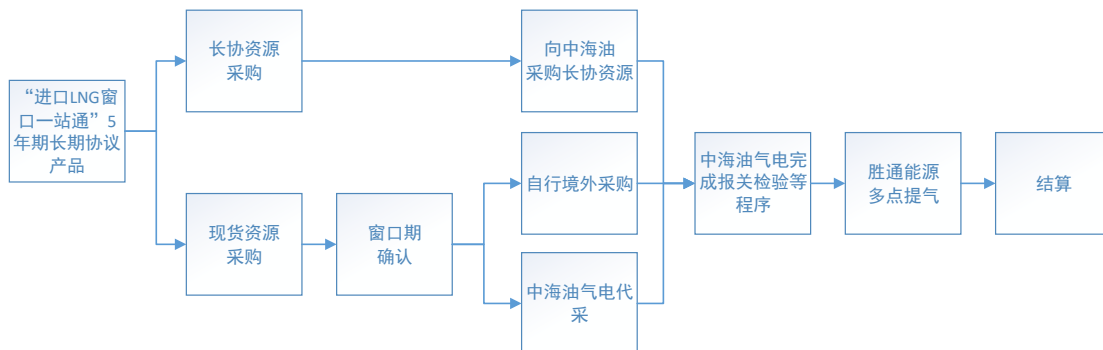 “进口LNG窗
口一站通”5
年期长期协议
产品
长协资源
采购
现货资源
采购
窗口期
确认
向中海油
采购长协资源
自行境外采购
中海油气电代
采
中海油气电完
成报关检验等
程序
胜通能源
多点提气
结算